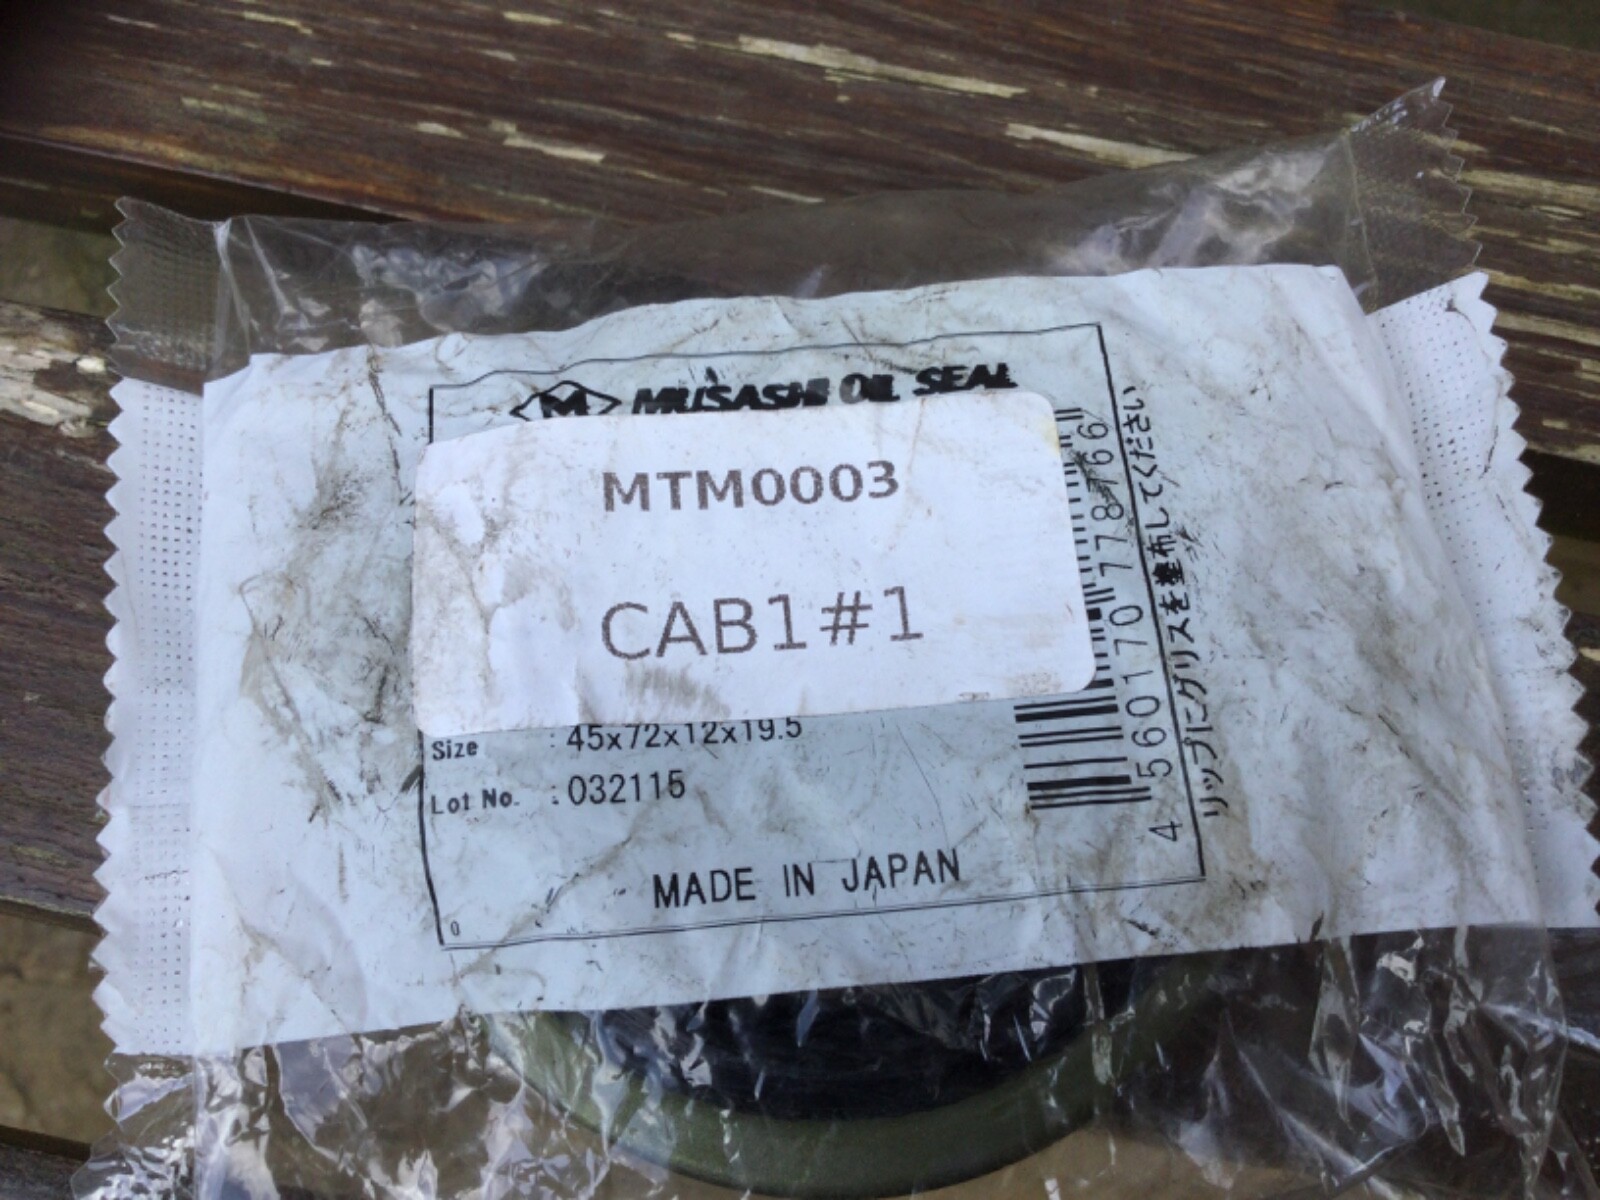 M MUSASHI OIL SEAL
MTM0003
CAB1#1
Size : 45x72x12x19.5
Lot No. : 032115
MADE IN JAPAN
0
4 560170 778766
リップにグリスを塗布してください